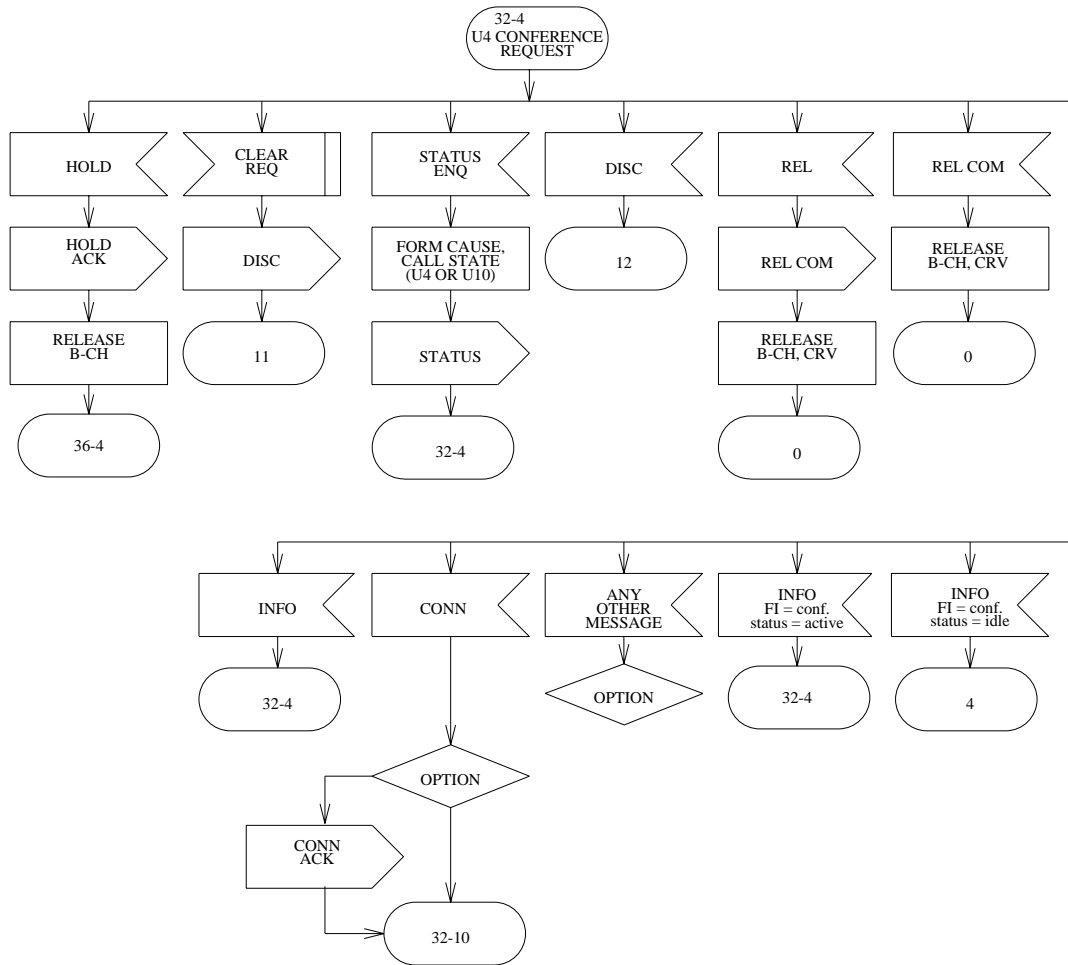 32-4
U4 CONFERENCE
REQUEST
HOLD
CLEAR
REQ
STATUS
ENQ
DISC
REL
REL COM
HOLD
ACK
DISC
FORM CAUSE,
CALL STATE
(U4 OR U10)
12
REL COM
RELEASE
B-CH, CRV
RELEASE
B-CH
11
STATUS
RELEASE
B-CH, CRV
0
36-4
32-4
0
INFO
CONN
ANY
OTHER
MESSAGE
INFO
FI = conf.
status = active
INFO
FI = conf.
status = idle
32-4
OPTION
32-4
4
OPTION
CONN
ACK
32-10